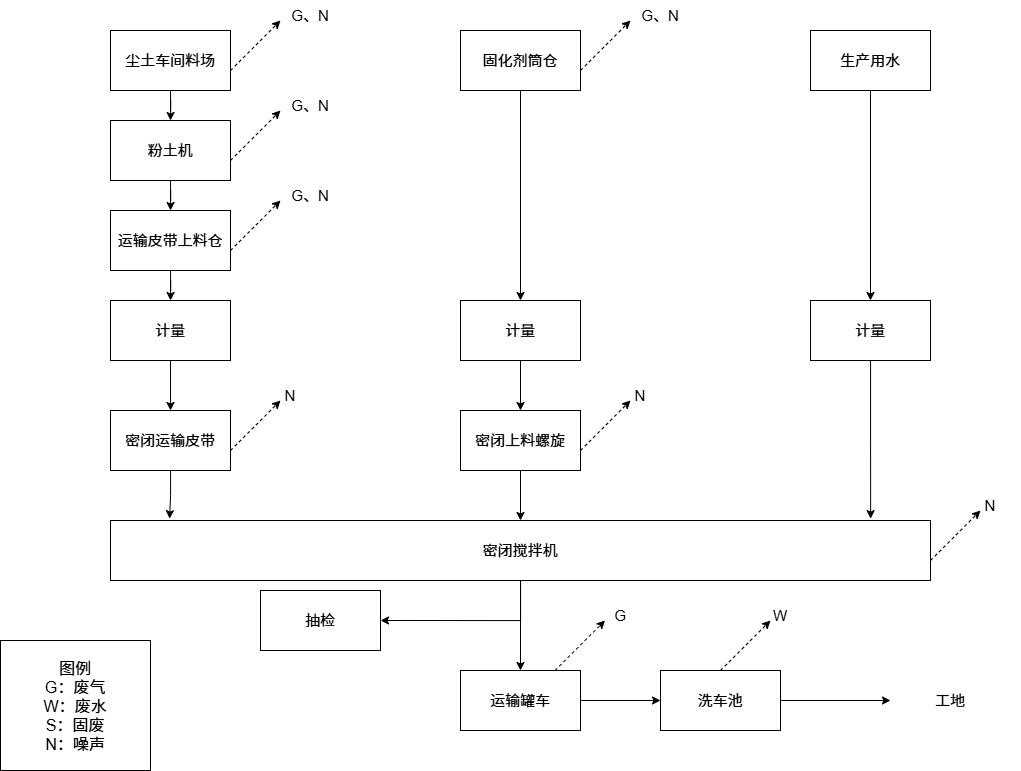 G、N
G、N
尘土车间料场
固化剂筒仓
生产用水
G、N
粉土机
G、N
运输皮带上料仓
计量
计量
计量
N
N
密闭运输皮带
密闭上料螺旋
N
密闭搅拌机
抽检
G
W
运输罐车
洗车池
工地
图例
G：废气
W：废水
S：固废
N：噪声